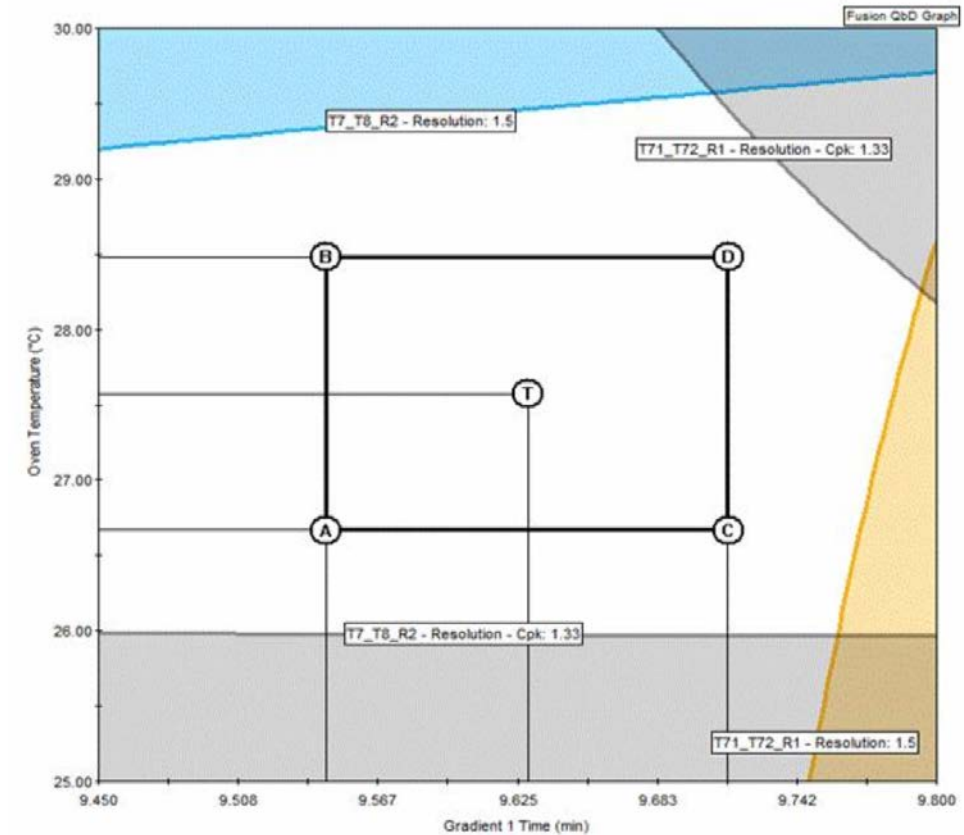 Fusion QbD Graph
30.00
T7_T8_R2 - Resolution: 1.5
T71_T72_R1 - Resolution - Cpk: 1.33
29.00
B
D
28.00
Oven Temperature (°C)
T
27.00
A
C
26.00
T7_T8_R2 - Resolution - Cpk: 1.33
T71_T72_R1 - Resolution: 1.5
25.00
9.450 9.508 9.567 9.625 9.683 9.742 9.800
Gradient 1 Time (min)